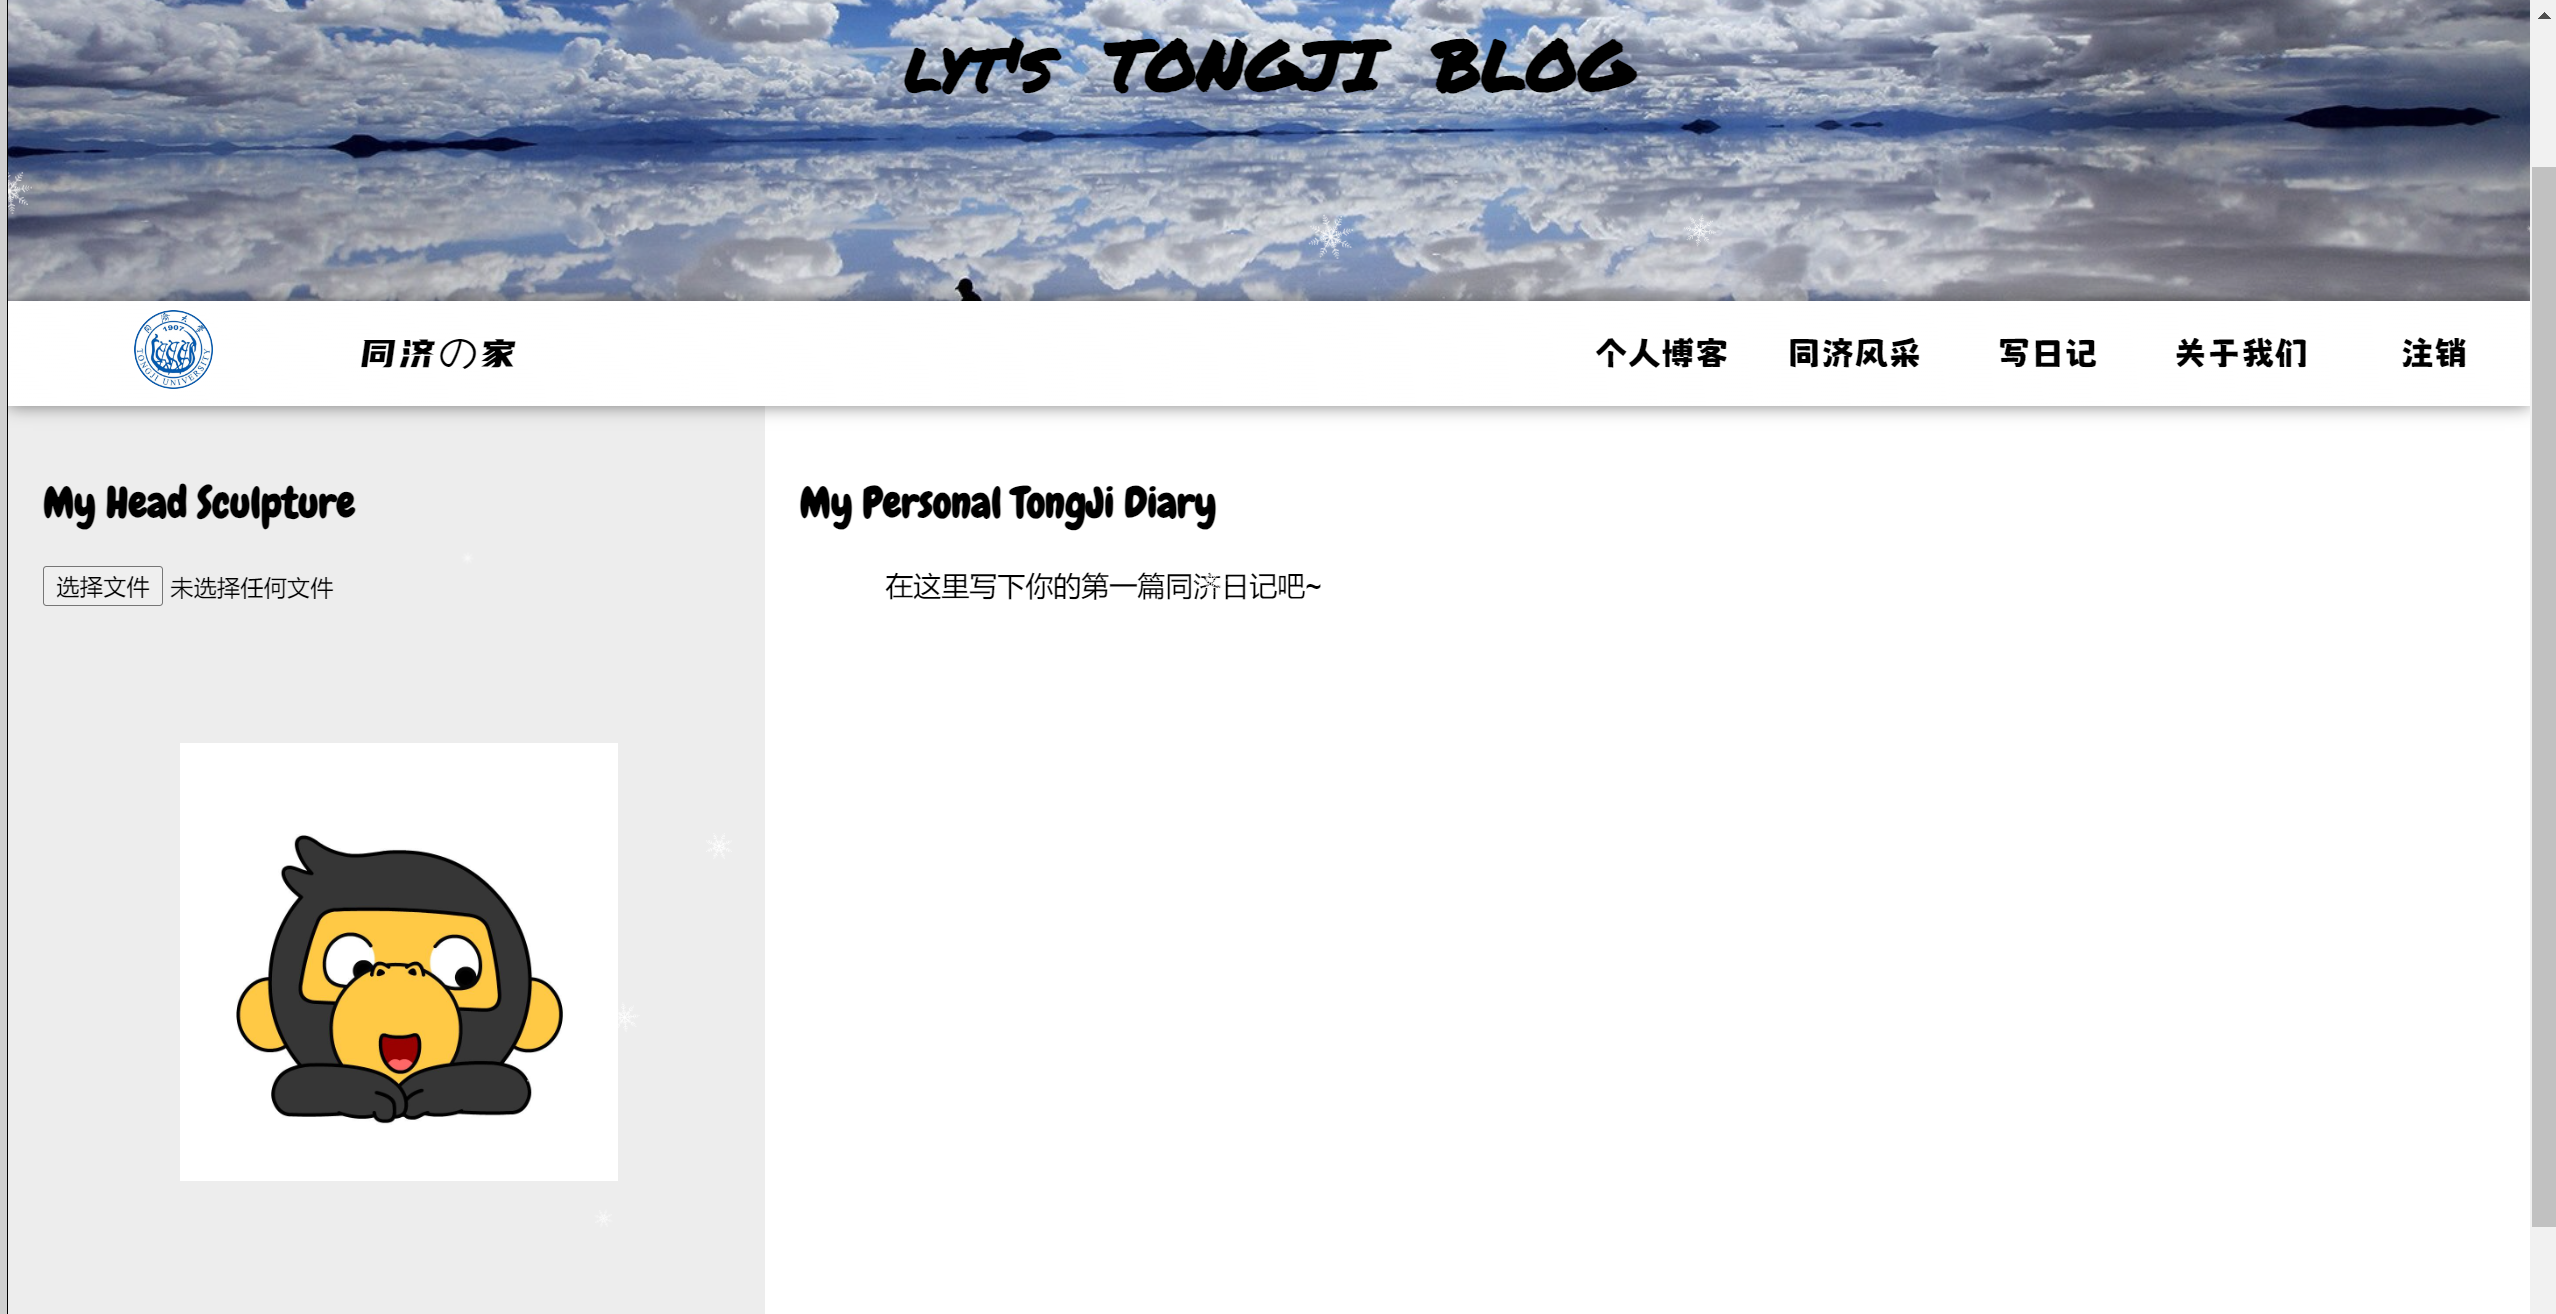 LYT'S TONGJI BLOG
同济大学
1907
TONGJI UNIVERSITY
同济の家
个人博客 同济风采 写日记 关于我们 注销
My Head Sculpture
选择文件 未选择任何文件
My Personal TongJi Diary
在这里写下你的第一篇同济日记吧~